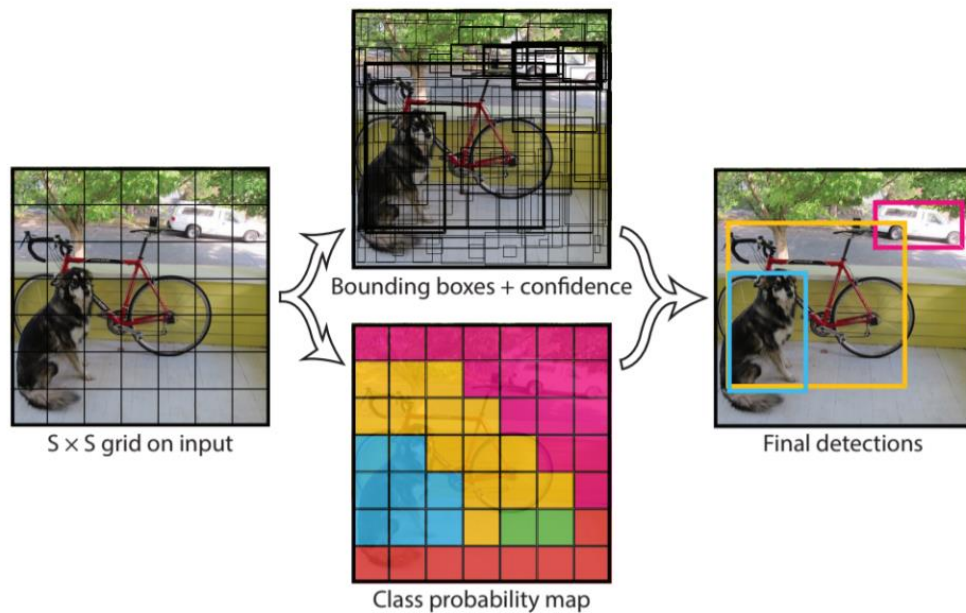 Bounding boxes + confidence
S × S grid on input
Final detections
Class probability map